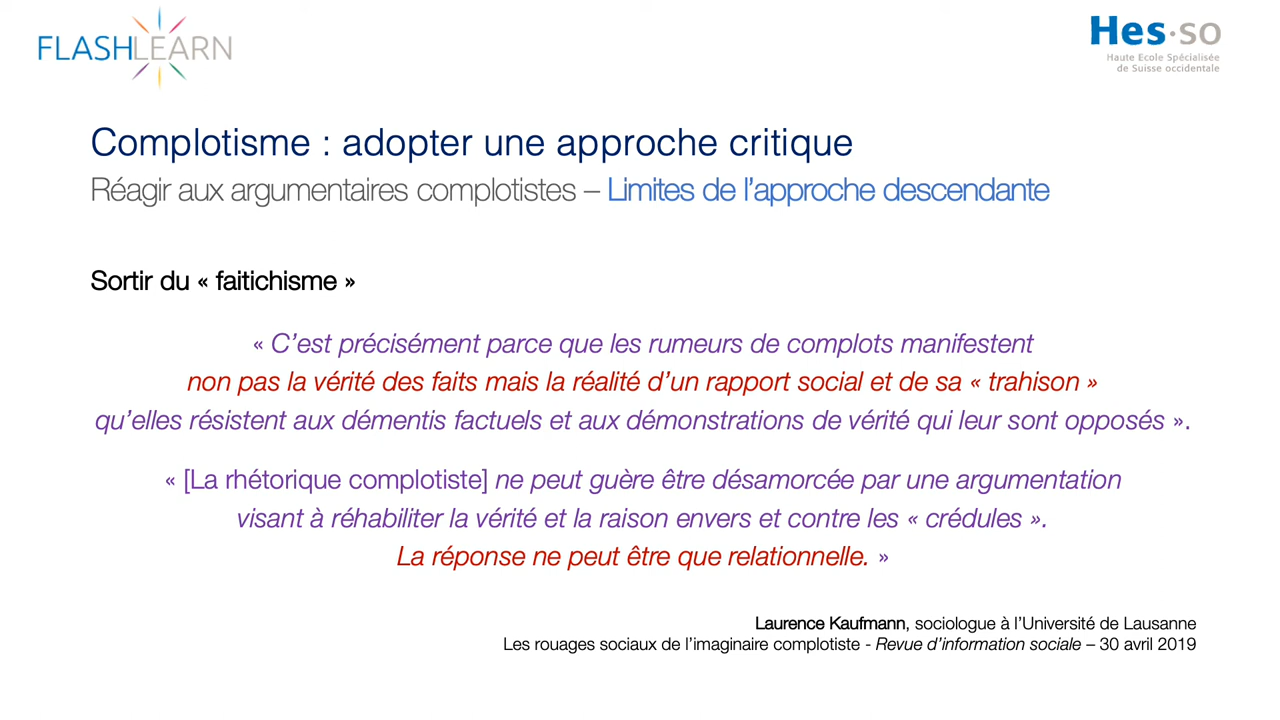 FLASHLEARN
Hes·so
Haute Ecole Spécialisée
de Suisse occidentale
Complotisme : adopter une approche critique
Réagir aux argumentaires complotistes – Limites de l’approche descendante
Sortir du « faitichisme »
« C’est précisément parce que les rumeurs de complots manifestent
non pas la vérité des faits mais la réalité d’un rapport social et de sa « trahison »
qu’elles résistent aux démentis factuels et aux démonstrations de vérité qui leur sont opposés ».
« [La rhétorique complotiste] ne peut guère être désamorcée par une argumentation
visant à réhabiliter la vérité et la raison envers et contre les « crédules ».
La réponse ne peut être que relationnelle. »
Laurence Kaufmann, sociologue à l’Université de Lausanne
Les rouages sociaux de l’imaginaire complotiste - Revue d’information sociale – 30 avril 2019